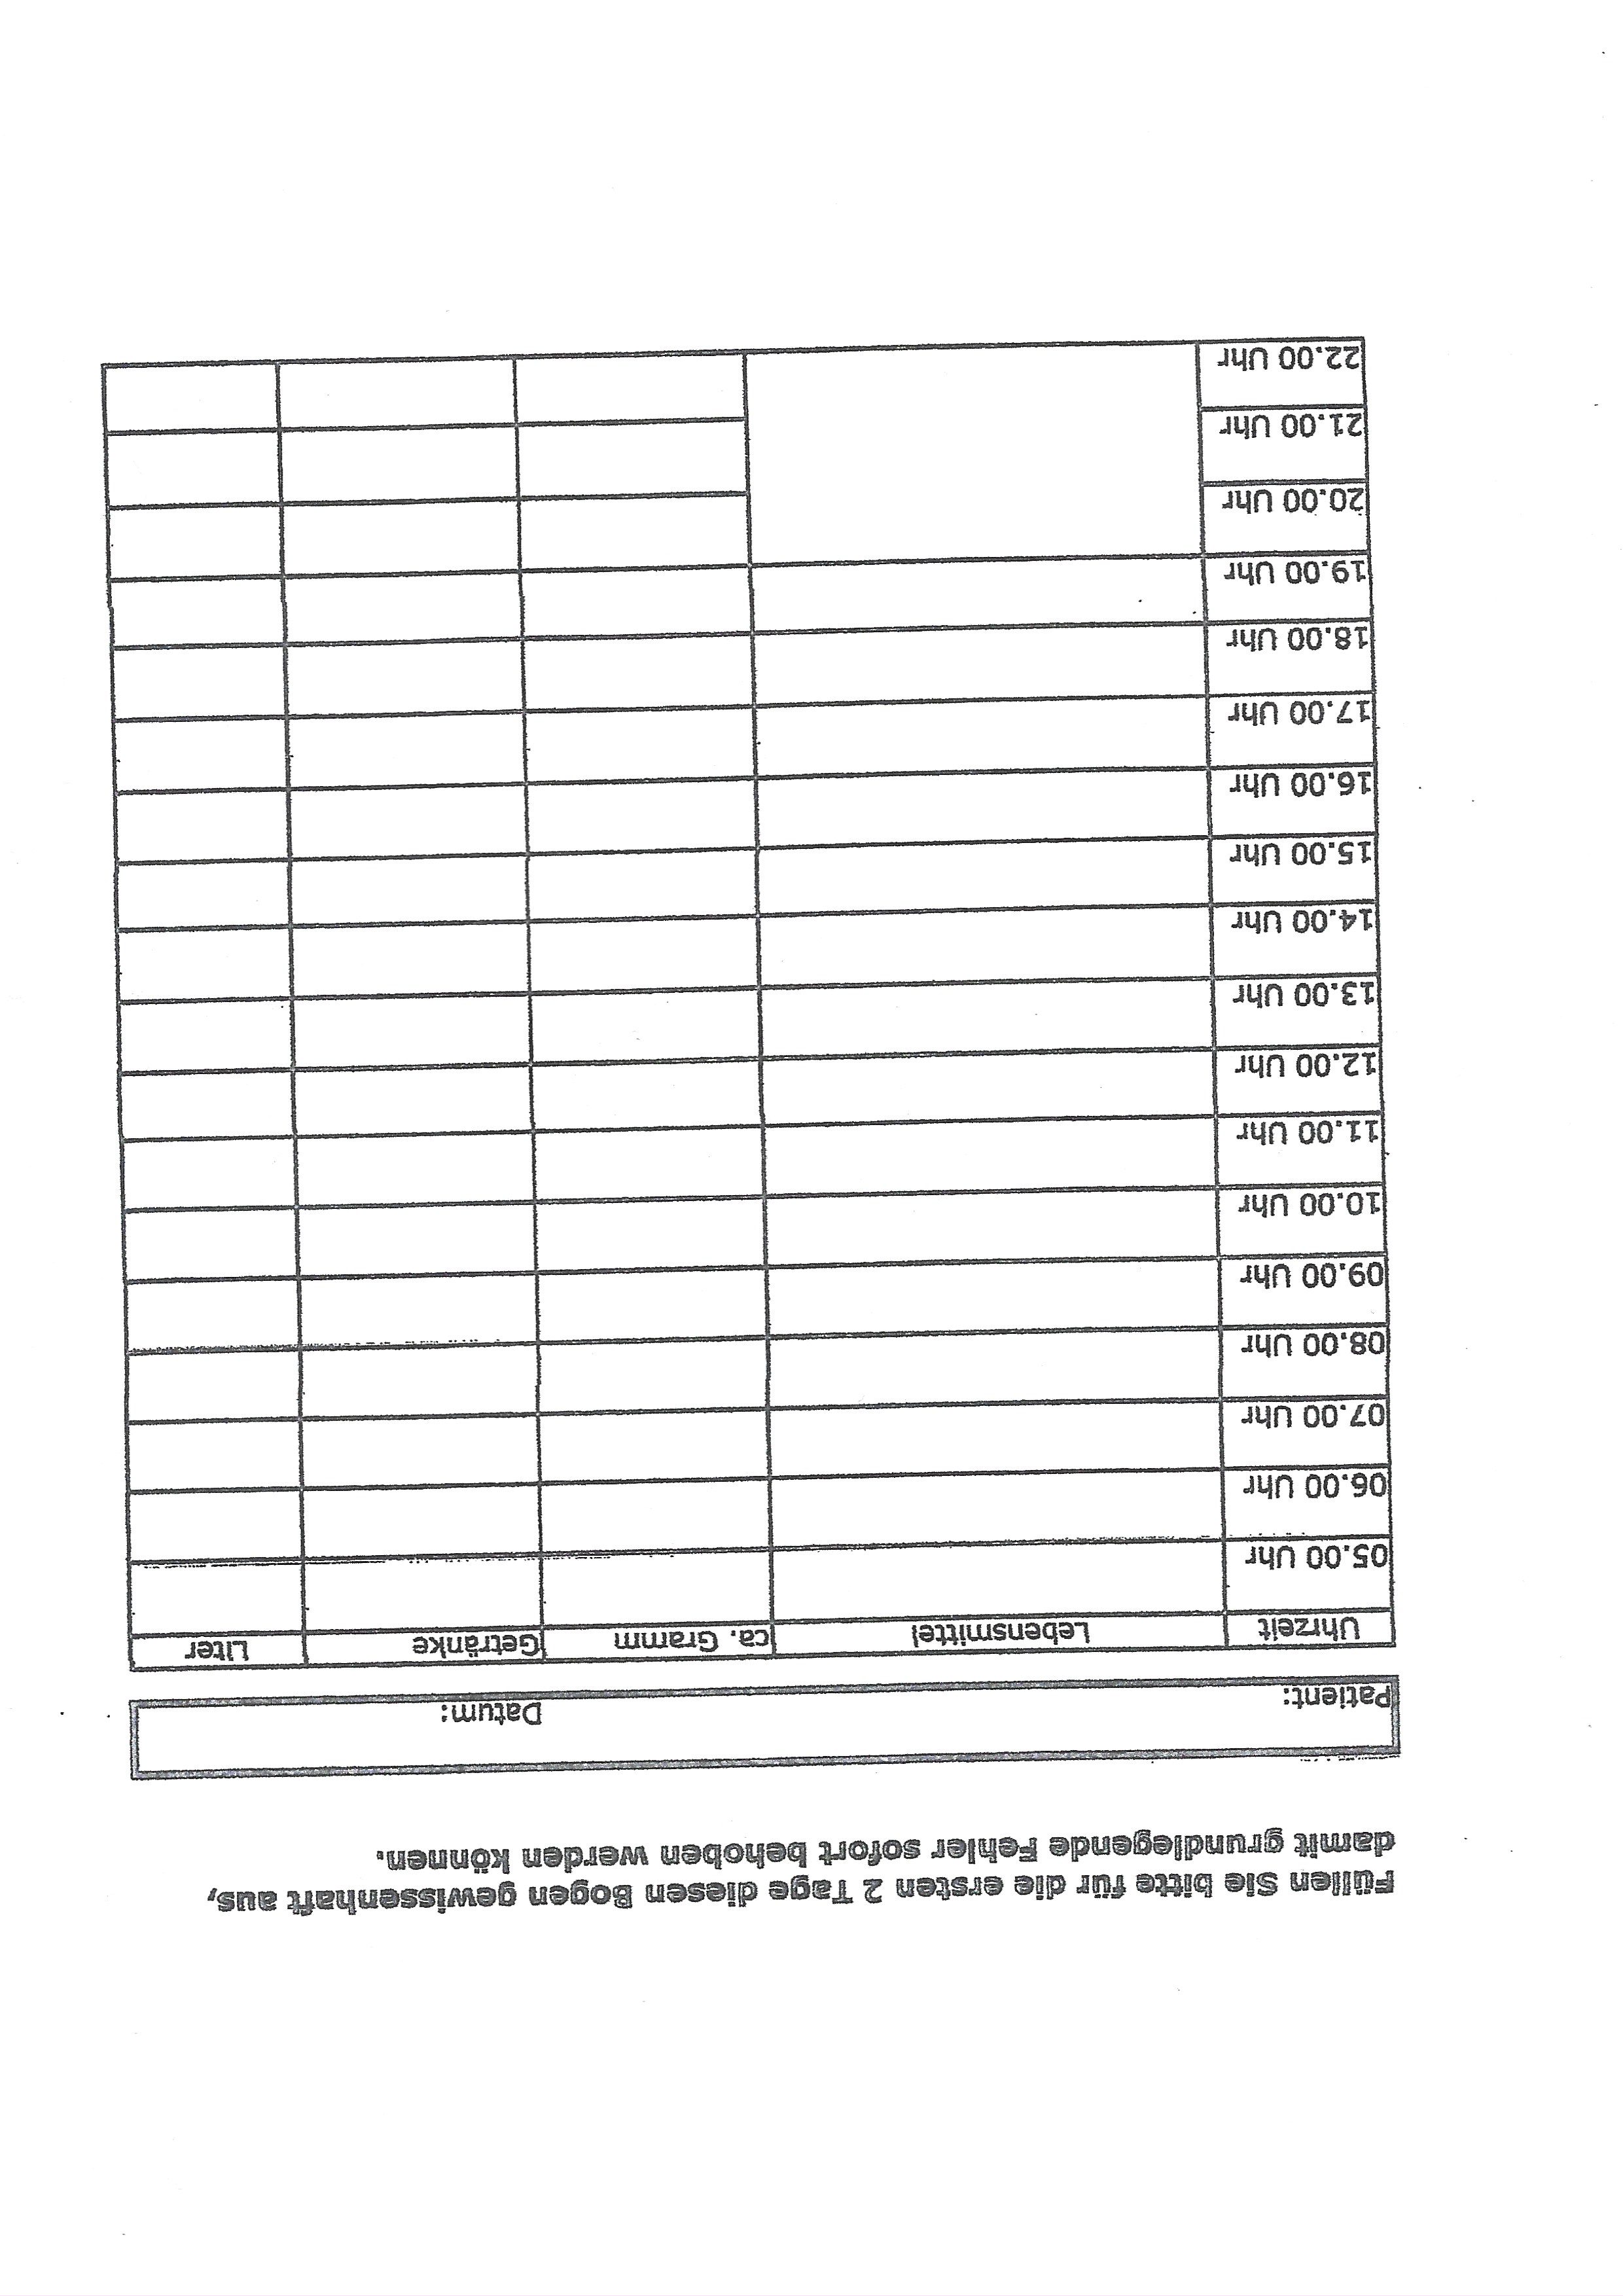 Füllen Sie bitte für die ersten 2 Tage diesen Bogen gewissenhaft aus,
damit grundlegende Fehler sofort behoben werden können.
Patient: Datum:
Uhrzeit Lebensmittel ca. Gramm Getränke Liter
05.00 Uhr
06.00 Uhr
07.00 Uhr
08.00 Uhr
09.00 Uhr
10.00 Uhr
11.00 Uhr
12.00 Uhr
13.00 Uhr
14.00 Uhr
15.00 Uhr
16.00 Uhr
17.00 Uhr
18.00 Uhr
19.00 Uhr
20.00 Uhr
21.00 Uhr
22.00 Uhr